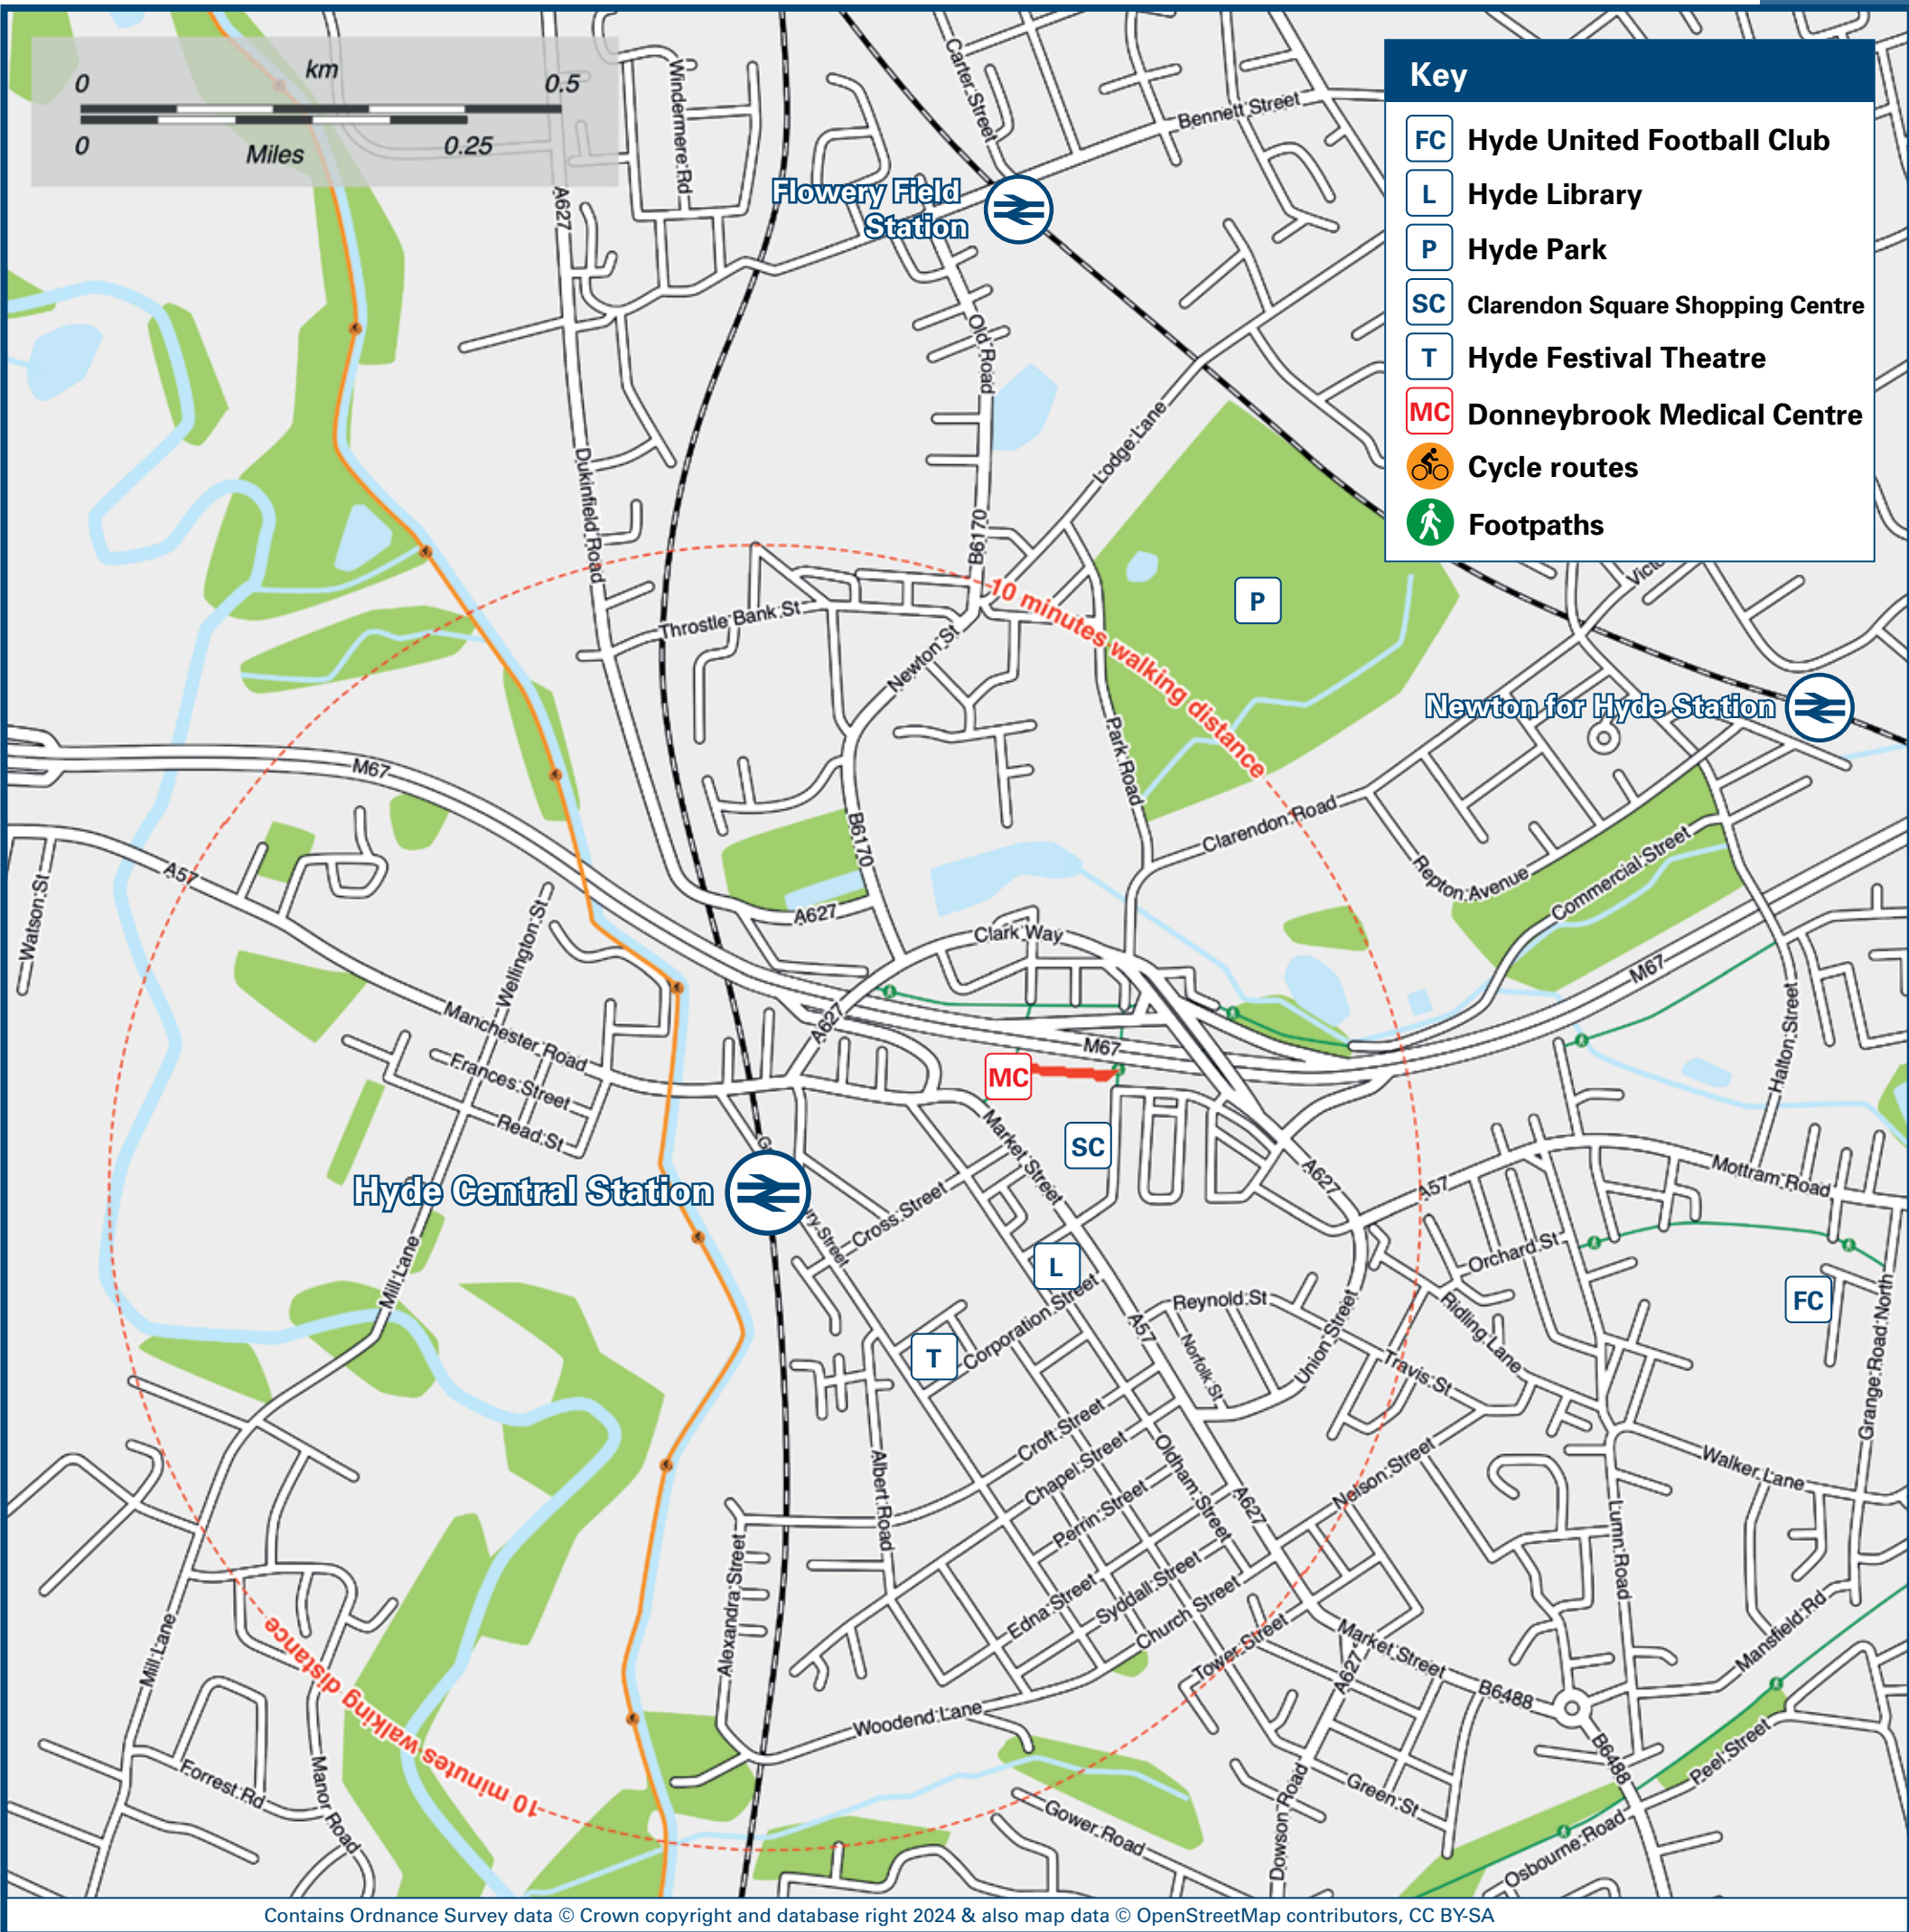 km
0 0.5
0 0.25
Miles
Key
FC Hyde United Football Club
L Hyde Library
P Hyde Park
SC Clarendon Square Shopping Centre
T Hyde Festival Theatre
MC Donneybrook Medical Centre
Cycle routes
Footpaths
Carter Street
Windermere Rd
Bennett Street
A627
Flowery Field
Station
Old Road
Lodge Lane
Dukinfield Road
B6170
10 minutes walking distance
P
Throstle Bank St
Newton St
Newton for Hyde Station
Park Road
M67
B6170
Clarendon Road
Repton Avenue
Commercial Street
A57
Watson St
A627
Clark Way
Wellington St
M67
Halton Street
Manchester Road
A627
M67
MC
Frances Street
Read St
Market Street
SC
A627
A57
Mottram Road
Hyde Central Station
Cross Street
Orchard St
Mill Lane
L
Corporation Street
Reynold St
A57
Norfolk St
Union Street
Ridling Lane
Travis St
FC
Grange Road North
T
Croft Street
Chapel Street
Perrin Street
Oldham Street
A627
Nelson Street
Walker Lane
Albert Road
Lumn Road
Alexandra Street
Edna Street
Syddall Street
Church Street
Tower Street
Market Street
A627
B6488
Mansfield Rd
Mill Lane
10 minutes walking distance
Woodend Lane
B6488
Peel Street
Forrest Rd
Manor Road
Gower Road
Dowson Road
Green St
Osbourne Road
Contains Ordnance Survey data © Crown copyright and database right 2024 & also map data © OpenStreetMap contributors, CC BY-SA